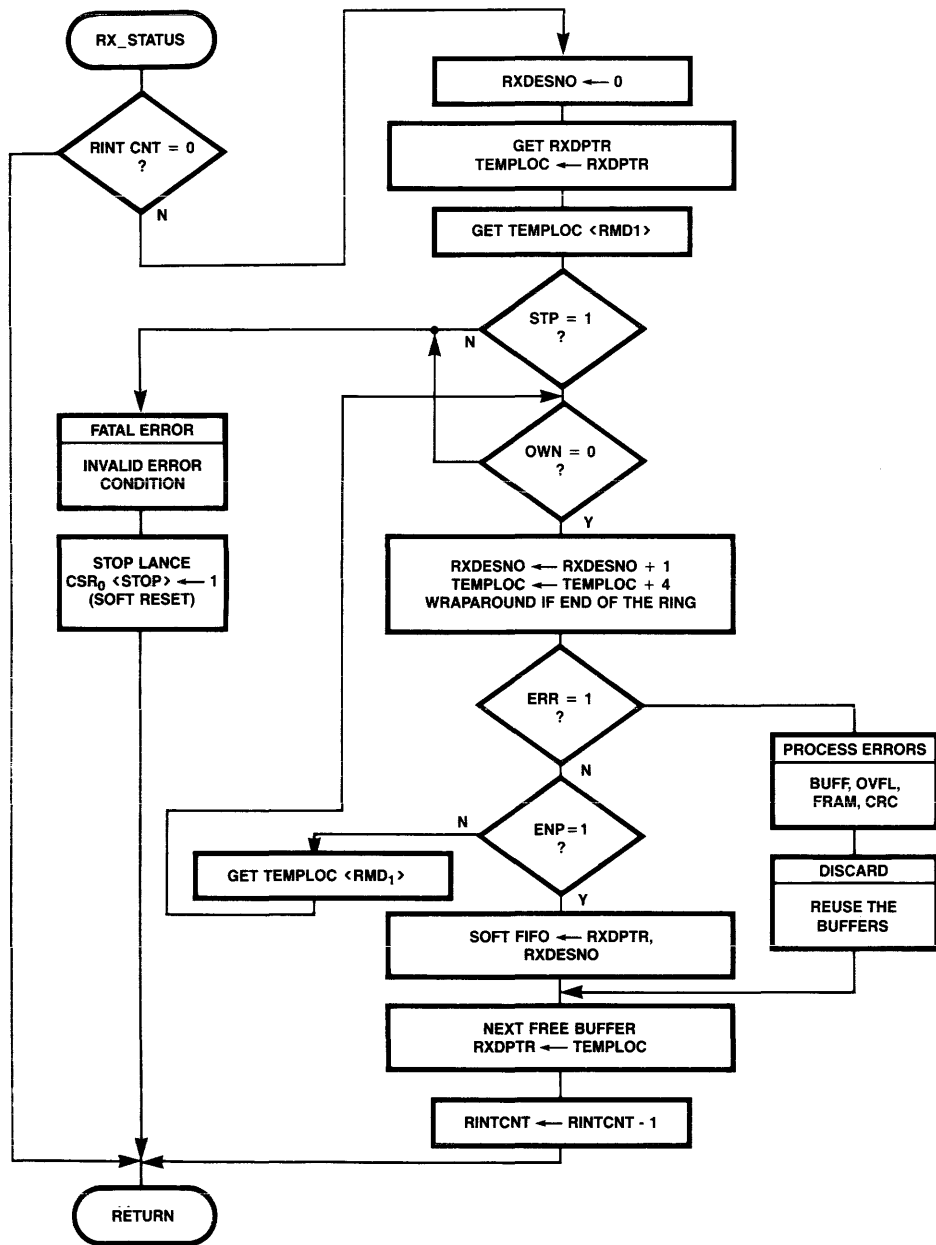 RX_STATUS
RINT CNT = 0
?
N
RXDESNO ← 0
GET RXDPTR
TEMPLOC ← RXDPTR
GET TEMPLOC <RMD1>
STP = 1
?
N
OWN = 0
?
Y
FATAL ERROR
INVALID ERROR
CONDITION
STOP LANCE
CSR₀ <STOP> ← 1
(SOFT RESET)
RXDESNO ← RXDESNO + 1
TEMPLOC ← TEMPLOC + 4
WRAPAROUND IF END OF THE RING
ERR = 1
?
N
PROCESS ERRORS
BUFF, OVFL,
FRAM, CRC
DISCARD
REUSE THE
BUFFERS
ENP = 1
?
N
Y
GET TEMPLOC <RMD₁>
SOFT FIFO ← RXDPTR,
RXDESNO
NEXT FREE BUFFER
RXDPTR ← TEMPLOC
RINTCNT ← RINTCNT - 1
RETURN